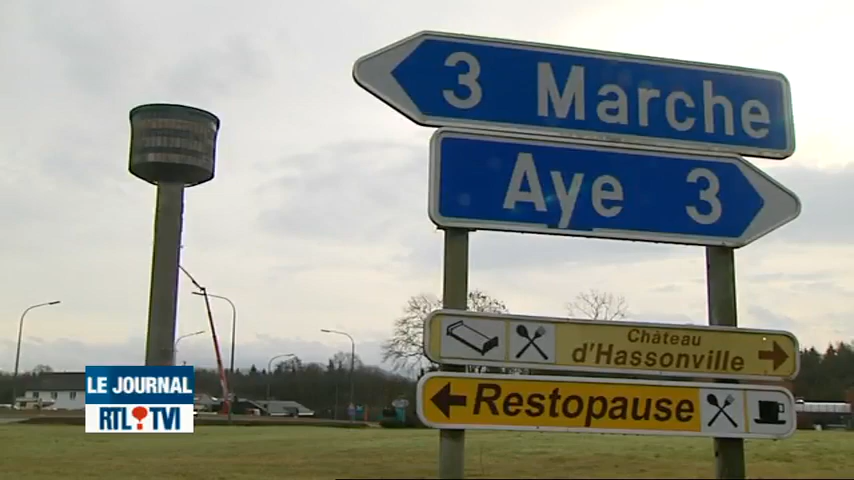 3 Marche
Aye 3
Château
d'Hassonville
Restopause
LE JOURNAL
RTL TVI